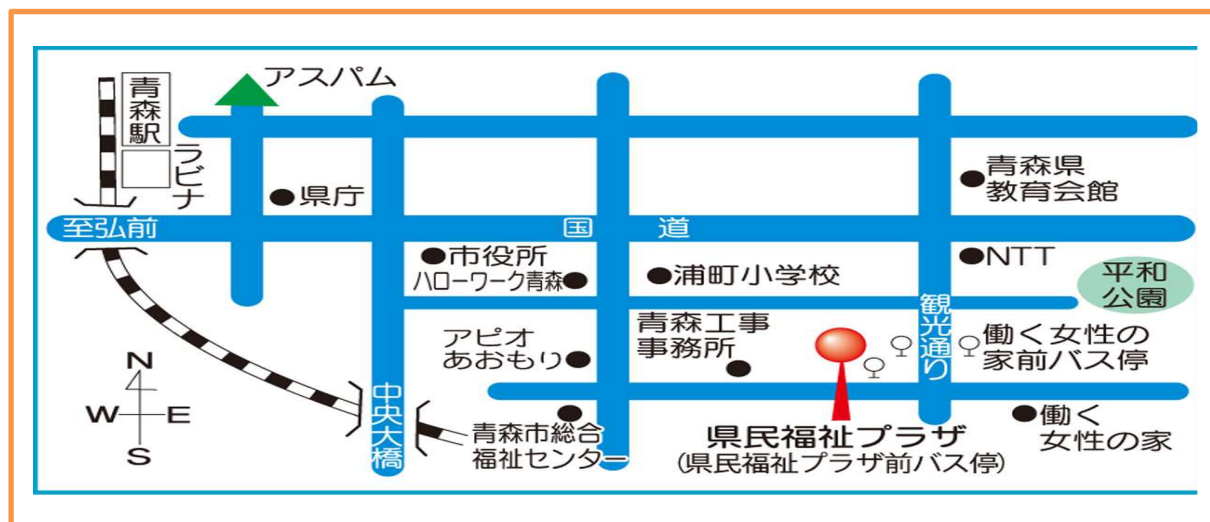 アスパム
青森駅
ラビナ
県庁
青森県
教育会館
至弘前
国道
市役所
ハローワーク青森
浦町小学校
NTT
平和
公園
アピオ
あおもり
青森工事
事務所
観光通り
働く女性の
家前バス停
N
W E
S
中央大橋
青森市総合
福祉センター
県民福祉プラザ
(県民福祉プラザ前バス停)
働く
女性の家